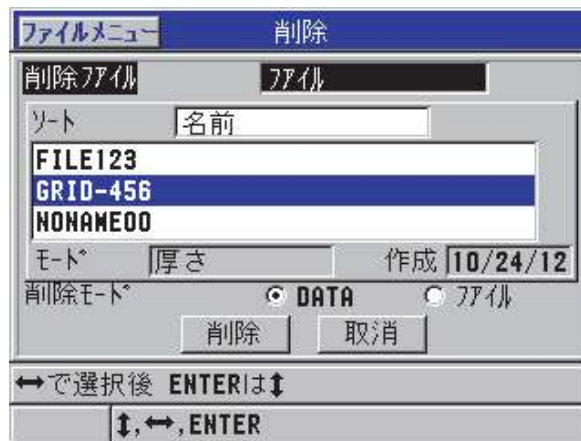 ファイルメニュー 削除
削除ファイル ファイル
ソート 名前
FILE123
GRID-456
NONAME00
モード 厚さ 作成 10/24/12
削除モード DATA ファイル
削除 取消
↔で選択後 ENTERは↕
↕,↔,ENTER